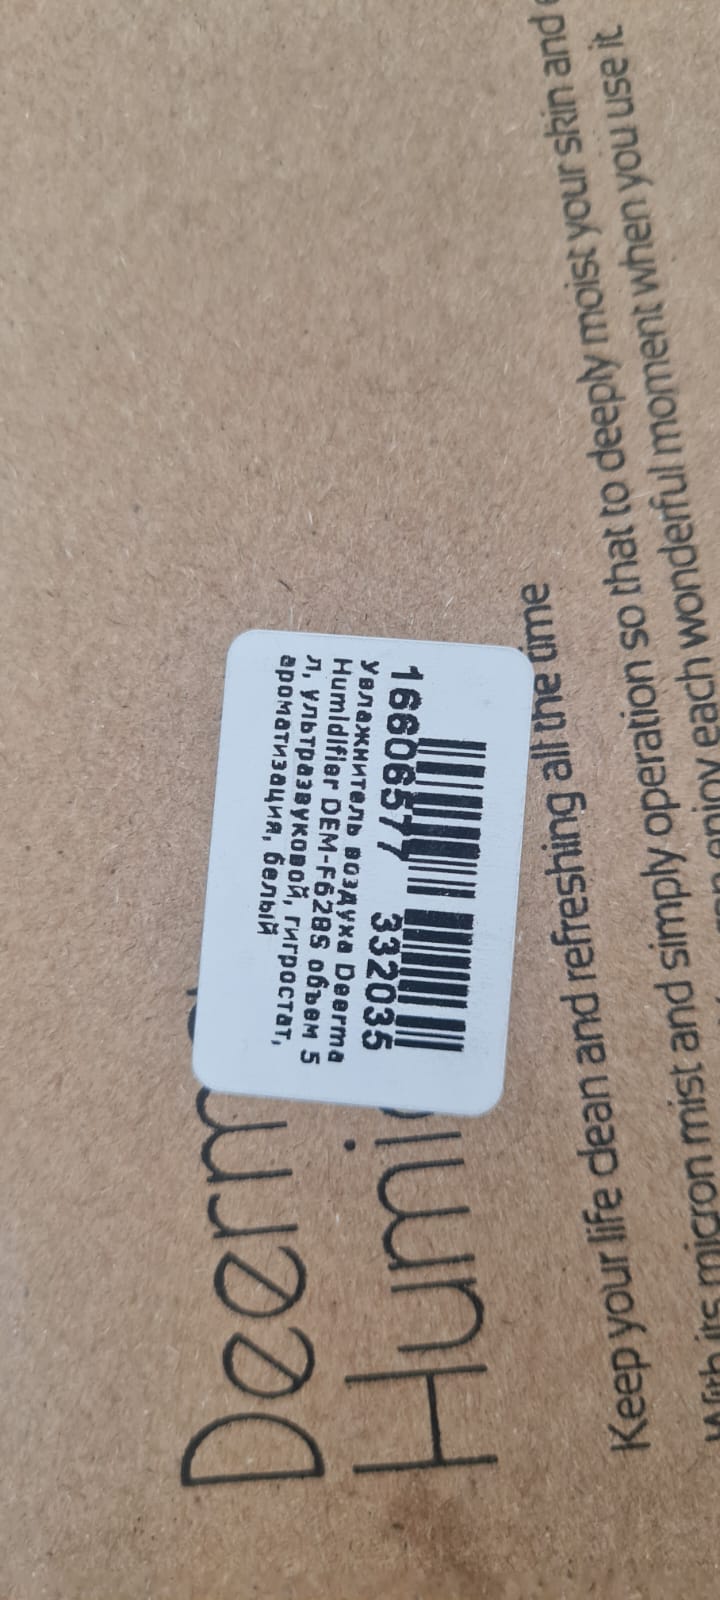 16606577 332035
Увлажнитель воздуха Deerma
Humidifier DEM-F628S объем 5
л, ультразвуковой, гигростат,
ароматизация, белый
Deerm
Humi
Keep your life clean and refreshing all the time
With its micron mist and simply operation so that to deeply moist your skin and
enjoy each wonderful moment when you use it